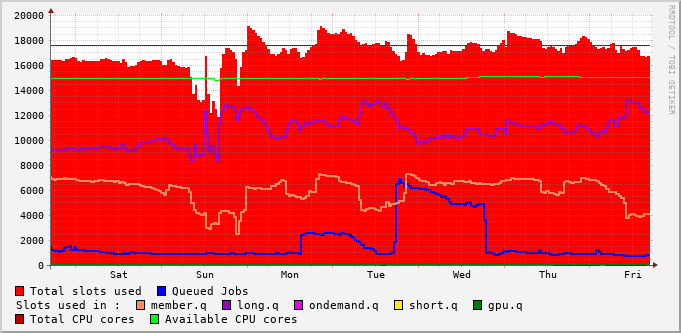 RRDTOOL / TOBI OETIKER
20000
18000
16000
14000
12000
10000
8000
6000
4000
2000
0
Sat Sun Mon Tue Wed Thu Fri
Total slots used Queued Jobs
Slots used in : member.q long.q ondemand.q short.q gpu.q
Total CPU cores Available CPU cores